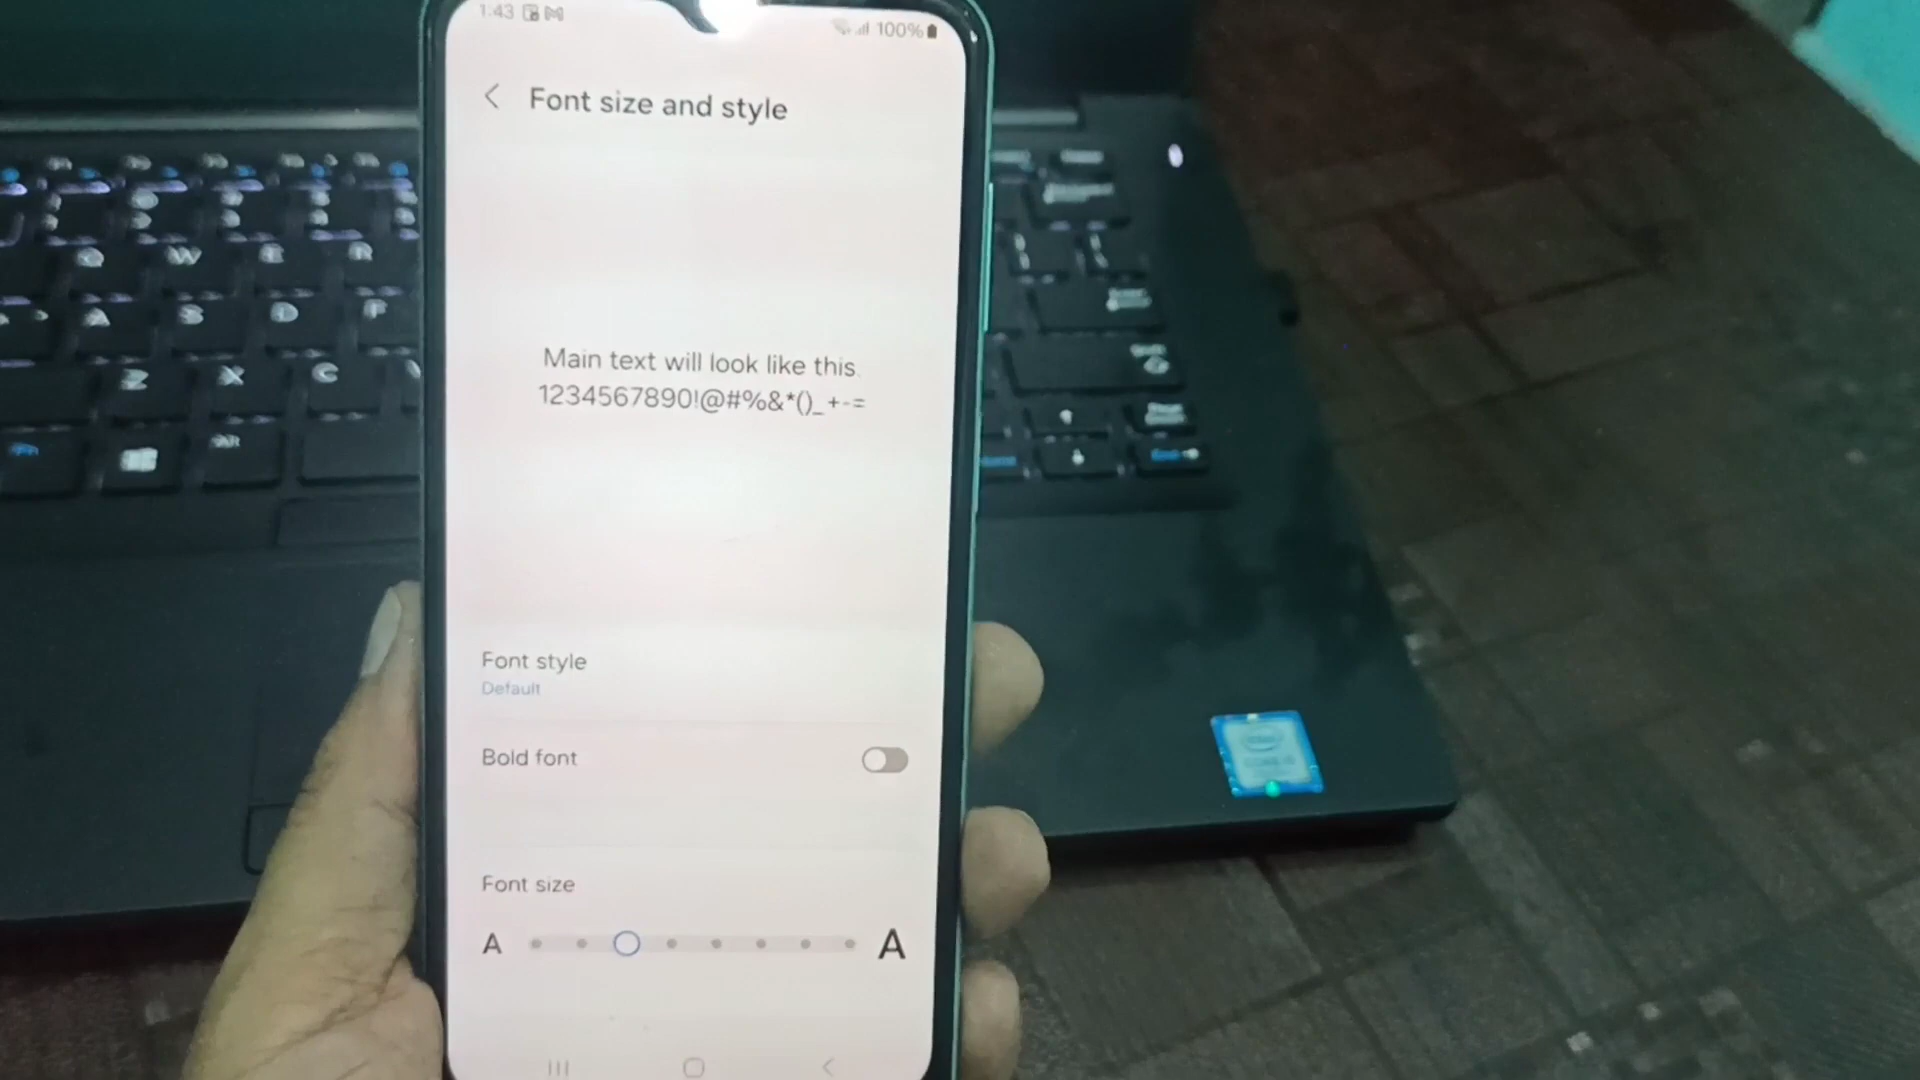 1:43
100%
Font size and style
Main text will look like this.
1234567890!@#%&*()_+-=
Font style
Default
Bold font
Font size
A A
Q W E R
A S D F
Z X C
Fn